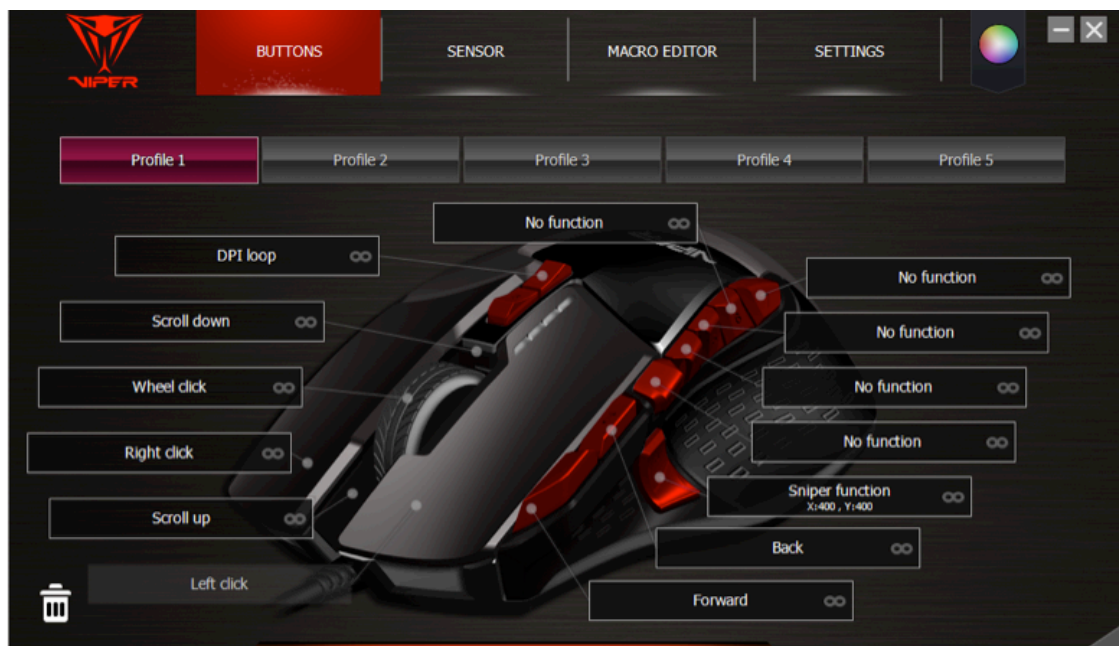 VIPER
BUTTONS
SENSOR
MACRO EDITOR
SETTINGS
Profile 1
Profile 2
Profile 3
Profile 4
Profile 5
No function
DPI loop
No function
Scroll down
No function
Wheel click
No function
Right click
No function
Sniper function
X:400 , Y:400
Scroll up
Back
Left click
Forward